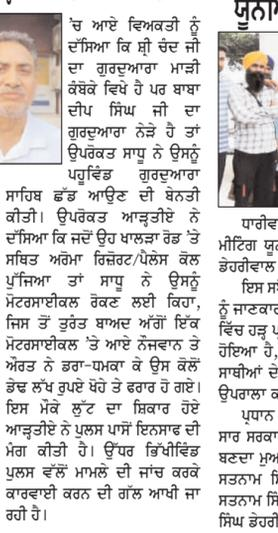 ਯੂਨਾ
'ਚ ਆਏ ਵਿਅਕਤੀ ਨੂੰ
ਦੱਸਿਆ ਕਿ ਸ਼੍ਰੀ ਚੰਦ ਜੀ
ਦਾ ਗੁਰਦੁਆਰਾ ਮਾੜੀ
ਕੰਬੋਕੇ ਵਿਖੇ ਹੈ ਪਰ ਬਾਬਾ
ਦੀਪ ਸਿੰਘ ਜੀ ਦਾ
ਗੁਰਦੁਆਰਾ ਨੇੜੇ ਹੈ ਤਾਂ
ਉਪਰੋਕਤ ਸਾਧੂ ਨੇ ਉਸਨੂੰ
ਪਹੂਵਿੰਡ ਗੁਰਦੁਆਰਾ
ਸਾਹਿਬ ਛੱਡ ਆਉਣ ਦੀ ਬੇਨਤੀ
ਕੀਤੀ। ਉਪਰੋਕਤ ਆੜ੍ਹਤੀਏ ਨੇ
ਦੱਸਿਆ ਕਿ ਜਦੋਂ ਉਹ ਖਾਲੜਾ ਰੋਡ 'ਤੇ
ਸਥਿਤ ਅਰੋਮਾ ਰਿਜ਼ੋਰਟ/ਪੈਲੇਸ ਕੋਲ
ਪੁੱਜਿਆ ਤਾਂ ਸਾਧੂ ਨੇ ਉਸਨੂੰ
ਮੋਟਰਸਾਈਕਲ ਰੋਕਣ ਲਈ ਕਿਹਾ,
ਜਿਸ ਤੋਂ ਤੁਰੰਤ ਬਾਅਦ ਅੱਗੋਂ ਇੱਕ
ਮੋਟਰਸਾਈਕਲ 'ਤੇ ਆਏ ਨੌਜਵਾਨ ਤੇ
ਔਰਤ ਨੇ ਡਰਾ-ਧਮਕਾ ਕੇ ਉਸ ਕੋਲੋਂ
ਡੇਢ ਲੱਖ ਰੁਪਏ ਖੋਹੇ ਤੇ ਫਰਾਰ ਹੋ ਗਏ।
ਇਸ ਮੌਕੇ ਲੁੱਟ ਦਾ ਸ਼ਿਕਾਰ ਹੋਏ
ਆੜ੍ਹਤੀਏ ਨੇ ਪੁਲਸ ਪਾਸੋਂ ਇਨਸਾਫ ਦੀ
ਮੰਗ ਕੀਤੀ ਹੈ। ਉੱਧਰ ਭਿੱਖੀਵਿੰਡ
ਪੁਲਸ ਵੱਲੋਂ ਮਾਮਲੇ ਦੀ ਜਾਂਚ ਕਰਕੇ
ਕਾਰਵਾਈ ਕਰਨ ਦੀ ਗੱਲ ਆਖੀ ਜਾ
ਰਹੀ ਹੈ।
ਧਾਰੀਵਾ
ਮੀਟਿੰਗ ਯੂ
ਡੇਹਰੀਵਾਲ
ਇਸ ਸ
ਨੂੰ ਜਾਣਕਾਰ
ਵਿੱਚ ਹੜ੍ਹ ਪ੍ਰ
ਹੋਇਆ ਹੈ,
ਸਾਥੀਆਂ ਦੇ
ਉਪਰਾਲਾ ਕ
ਪ੍ਰਧਾਨ
ਸਾਰ ਸਰਕਾ
ਬਣਦਾ ਮੁਆ
ਸਤਨਾਮ ਸਿੰ
ਸਤਨਾਮ ਸਿੰ
ਸਿੰਘ ਡੇਹਰੀ